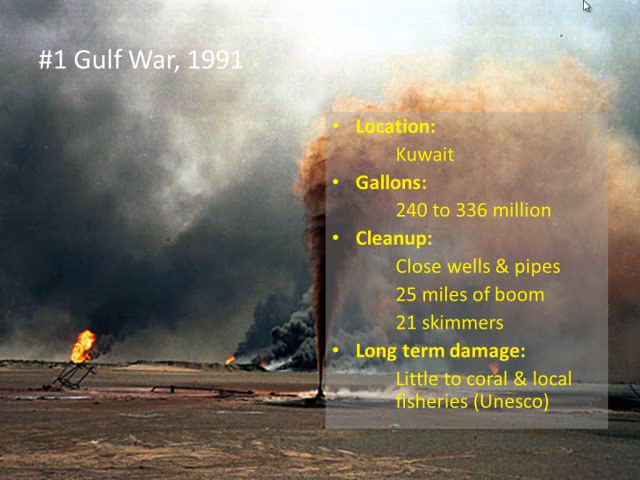 #1 Gulf War, 1991
• Location:
Kuwait
• Gallons:
240 to 336 million
• Cleanup:
Close wells & pipes
25 miles of boom
21 skimmers
• Long term damage:
Little to coral & local
fisheries (Unesco)